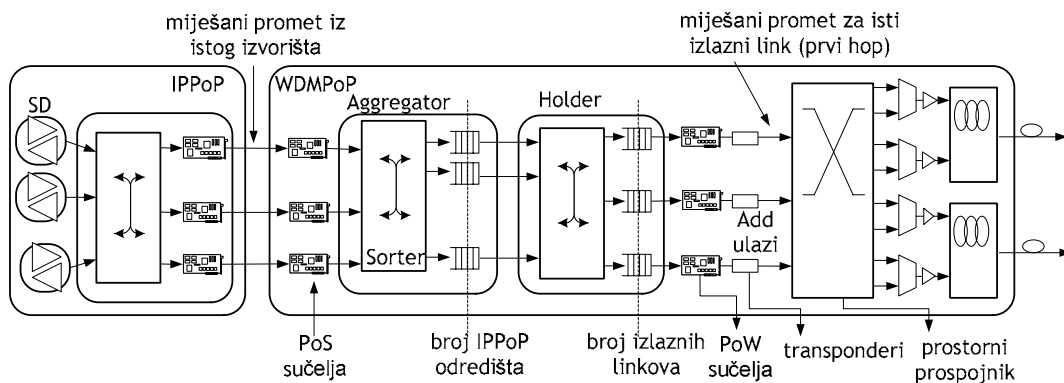 miješani promet iz
istog izvorišta
miješani promet za isti
izlazni link (prvi hop)
IPPoP
WDMPoP
SD
Aggregator
Holder
Sorter
Add
ulazi
PoS
sučelja
broj IPPoP
odredišta
broj izlaznih
linkova
PoW
sučelja
transponderi
prostorni
prospojnik